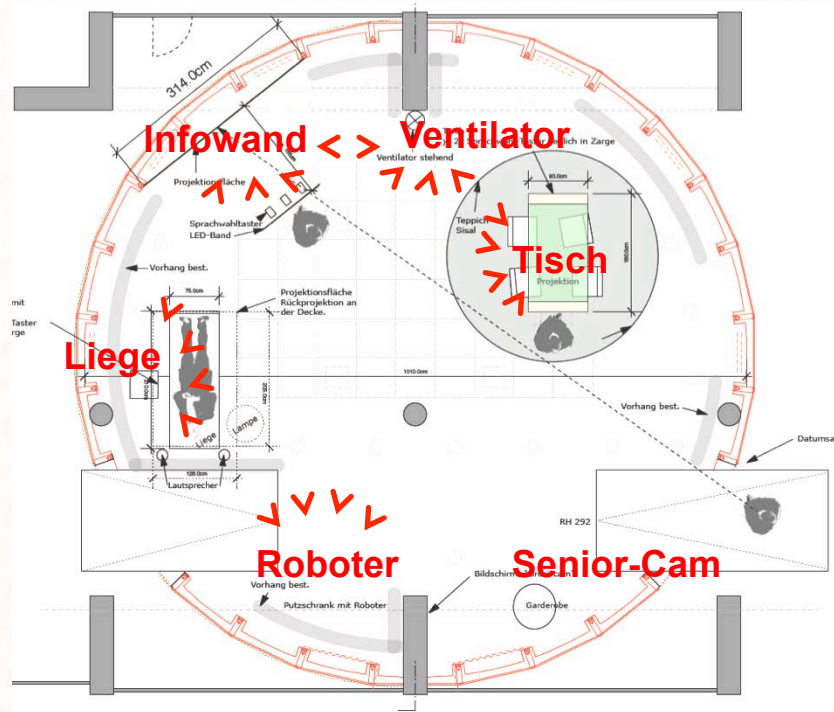 314.0cm
Infowand
Ventilator
Ventilator stehend
Projektionsfläche
Sprachwahltaster
LED-Band
60.0cm
Teppich
Sisal
Tisch
Projektion
Vorhang best.
mit
Taster
75.0cm
Projektionsfläche
Rückprojektion an
der Decke.
Liege
1010.0cm
Lampe
Liege
Vorhang best.
Datumsa
128.0cm
Lautsprecher
RH 292
Roboter
Senior-Cam
Vorhang best.
Putzschrank mit Roboter
Garderobe